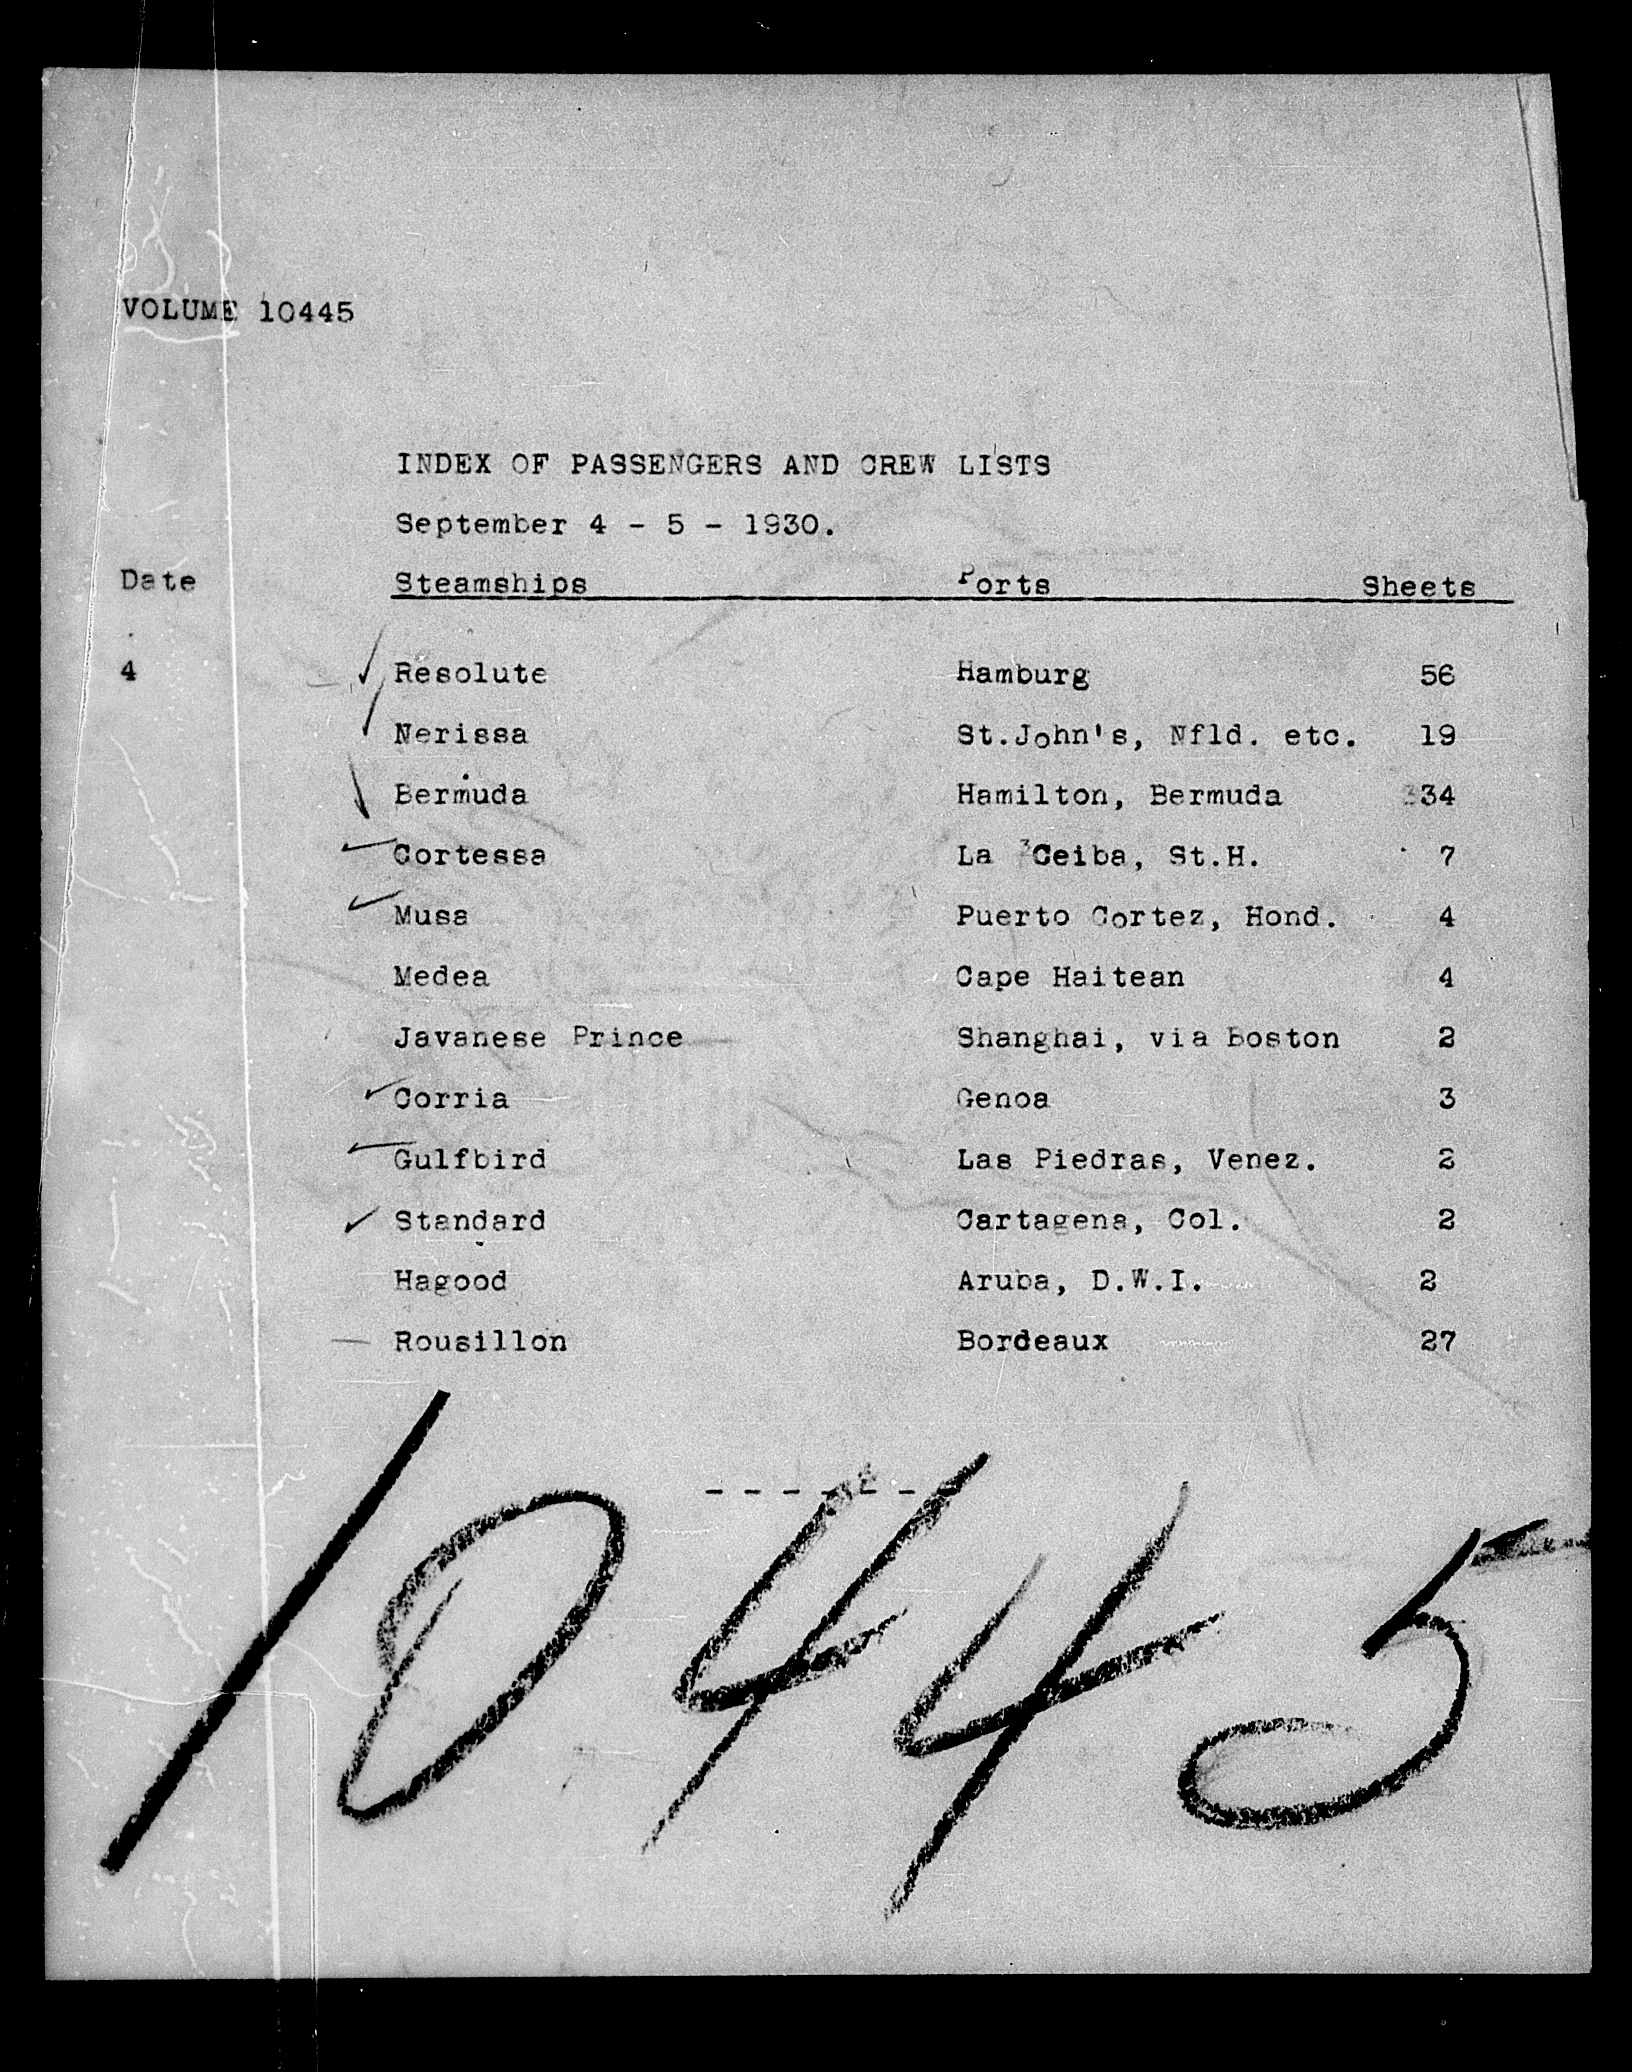 VOLUME 10445
INDEX OF PASSENGERS AND CREW LISTS
September 4 - 5 - 1930.
Date Steamships Ports Sheets
4 Resolute Hamburg 56
Nerissa St.John's, Nfld. etc. 19
Bermuda Hamilton, Bermuda 34
Cortessa La Ceiba, St.H. 7
Musa Puerto Cortez, Hond. 4
Medea Cape Haitean 4
Javanese Prince Shanghai, via Boston 2
Corria Genoa 3
Gulfbird Las Piedras, Venez. 2
Standard Cartagena, Col. 2
Hagood Aruba, D.W.I. 2
Rousillon Bordeaux 27
- - - - - - -
10445